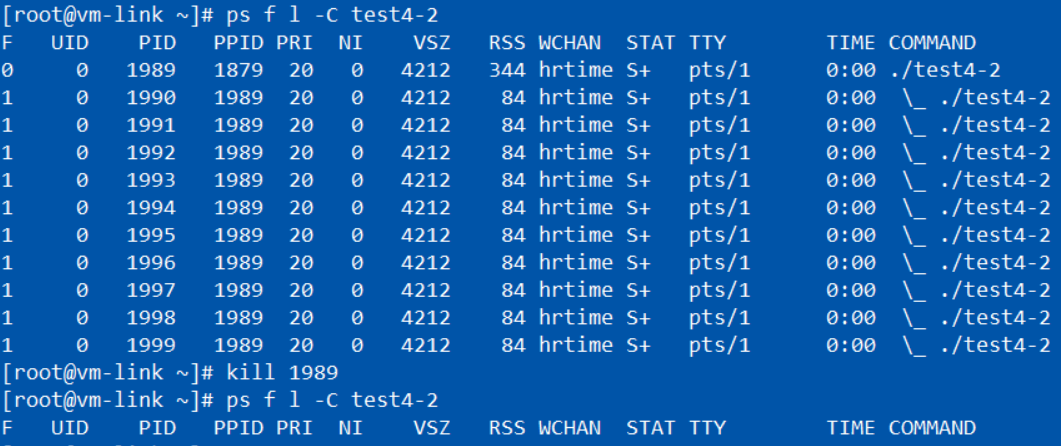 [root@vm-link ~]# ps f l -C test4-2
F   UID   PID  PPID PRI  NI    VSZ   RSS WCHAN  STAT TTY        TIME COMMAND
0     0  1989  1879  20   0   4212   344 hrtime S+   pts/1      0:00 ./test4-2
1     0  1990  1989  20   0   4212    84 hrtime S+   pts/1      0:00  \_ ./test4-2
1     0  1991  1989  20   0   4212    84 hrtime S+   pts/1      0:00  \_ ./test4-2
1     0  1992  1989  20   0   4212    84 hrtime S+   pts/1      0:00  \_ ./test4-2
1     0  1993  1989  20   0   4212    84 hrtime S+   pts/1      0:00  \_ ./test4-2
1     0  1994  1989  20   0   4212    84 hrtime S+   pts/1      0:00  \_ ./test4-2
1     0  1995  1989  20   0   4212    84 hrtime S+   pts/1      0:00  \_ ./test4-2
1     0  1996  1989  20   0   4212    84 hrtime S+   pts/1      0:00  \_ ./test4-2
1     0  1997  1989  20   0   4212    84 hrtime S+   pts/1      0:00  \_ ./test4-2
1     0  1998  1989  20   0   4212    84 hrtime S+   pts/1      0:00  \_ ./test4-2
1     0  1999  1989  20   0   4212    84 hrtime S+   pts/1      0:00  \_ ./test4-2
[root@vm-link ~]# kill 1989
[root@vm-link ~]# ps f l -C test4-2
F   UID   PID  PPID PRI  NI    VSZ   RSS WCHAN  STAT TTY        TIME COMMAND